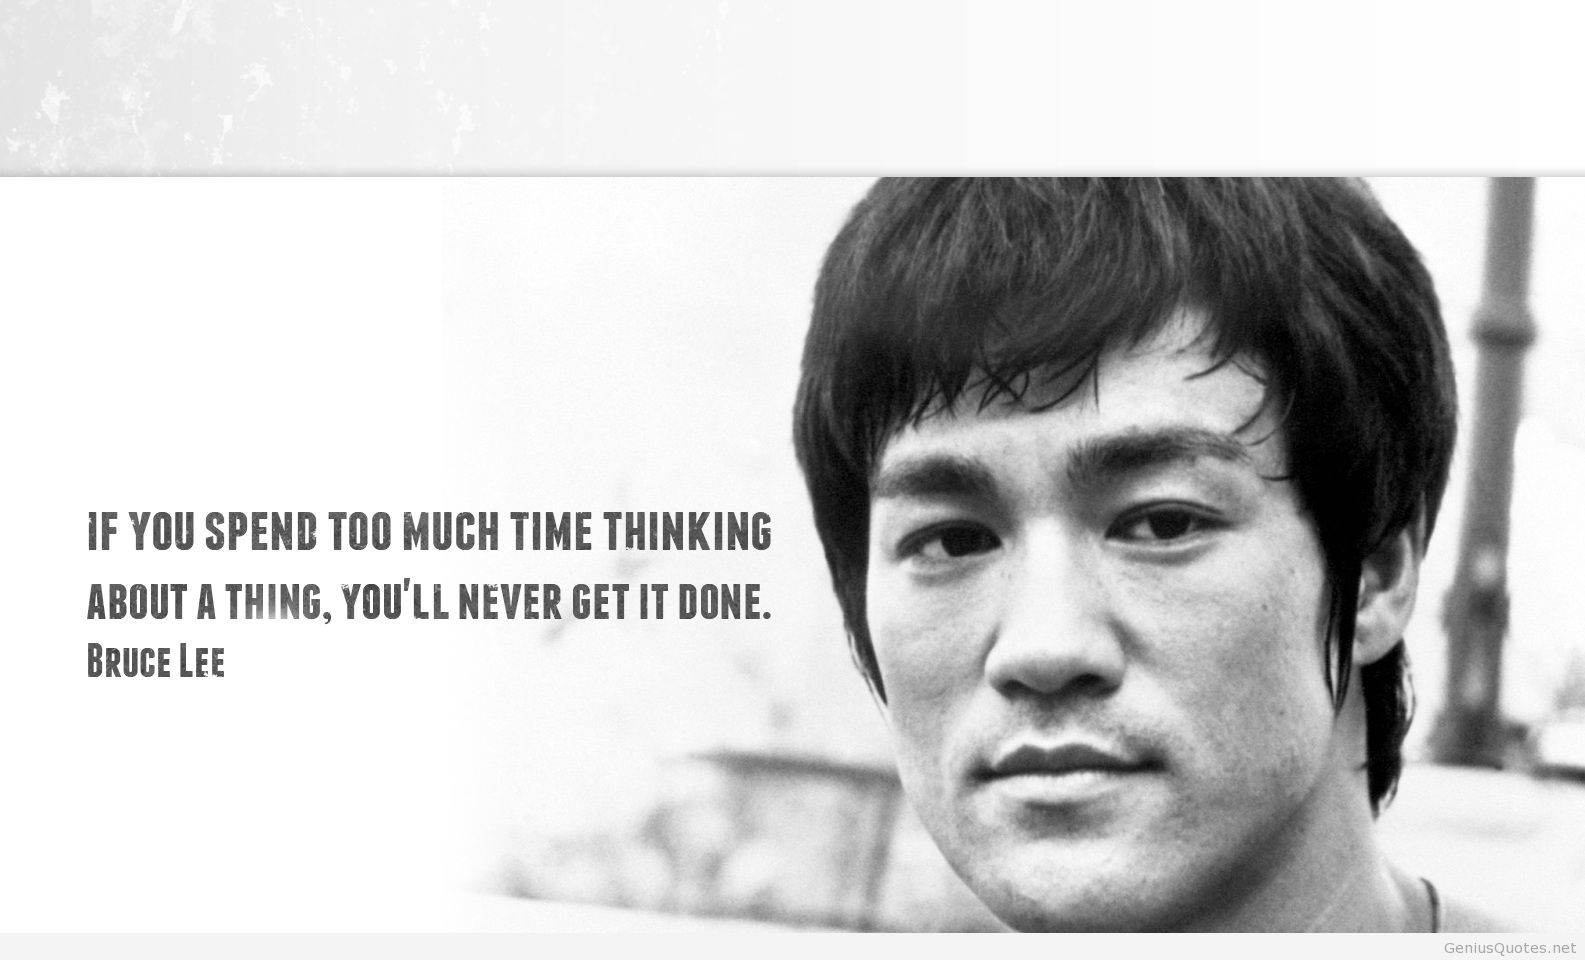 IF YOU SPEND TOO MUCH TIME THINKING
ABOUT A THING, YOU'LL NEVER GET IT DONE.
BRUCE LEE
GeniusQuotes.net